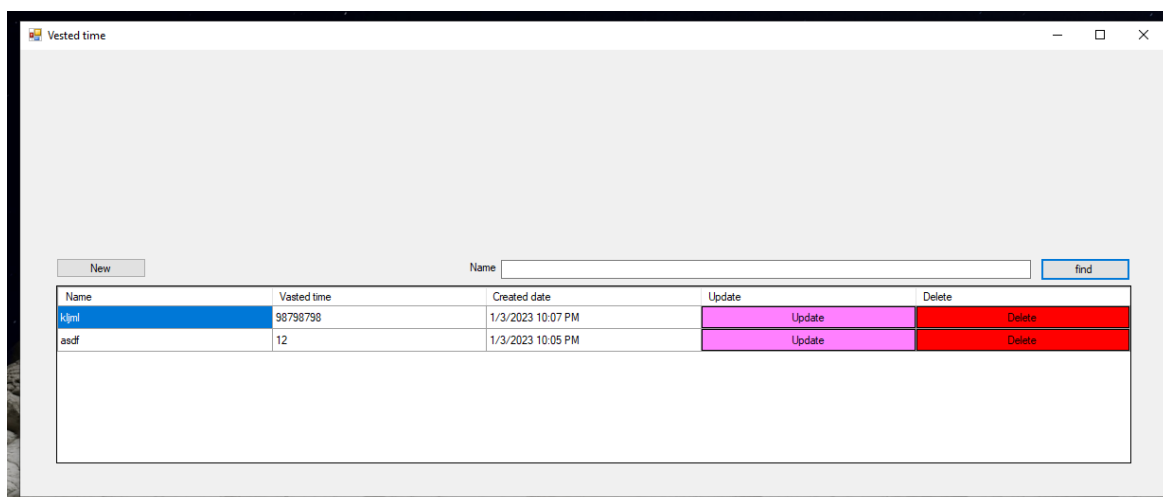 Vested time
New Name find
Name Vasted time Created date Update Delete
kljml 98798798 1/3/2023 10:07 PM Update Delete
asdf 12 1/3/2023 10:05 PM Update Delete